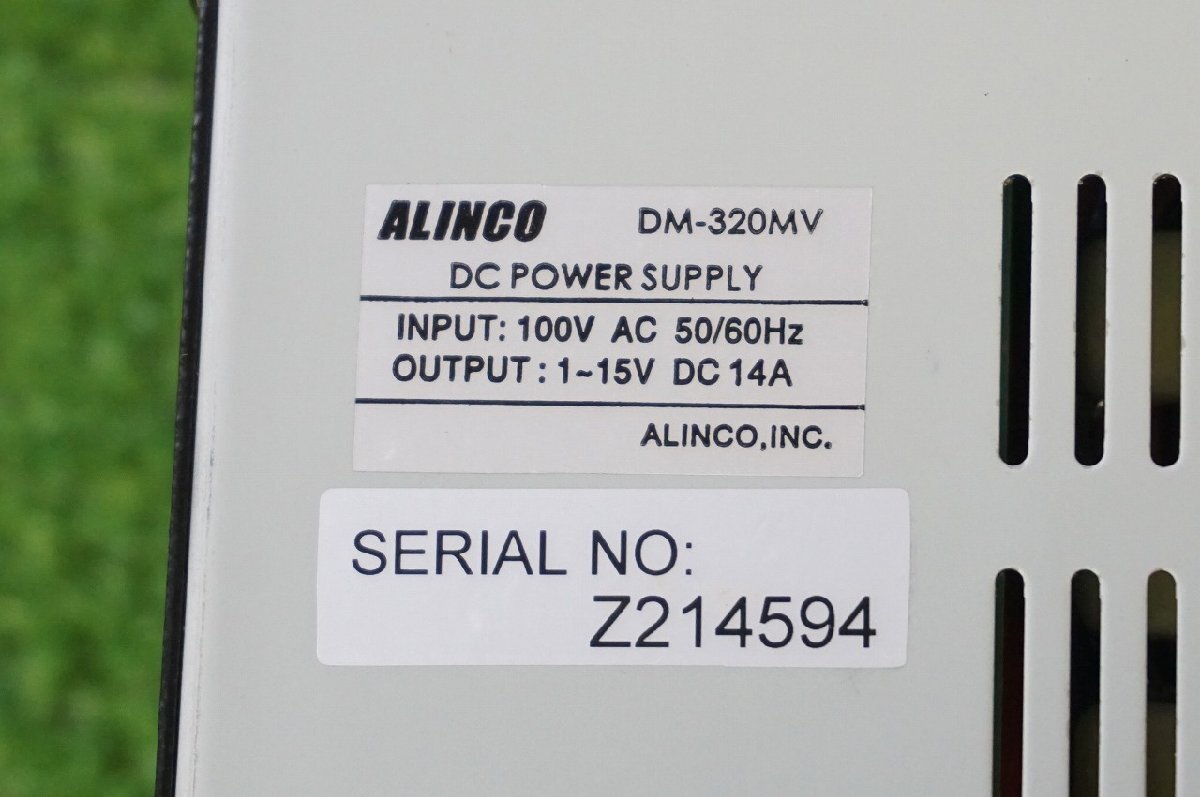 ALINCO DM-320MV
DC POWER SUPPLY
INPUT: 100V AC 50/60Hz
OUTPUT: 1~15V DC 14A
ALINCO,INC.
SERIAL NO:
Z214594